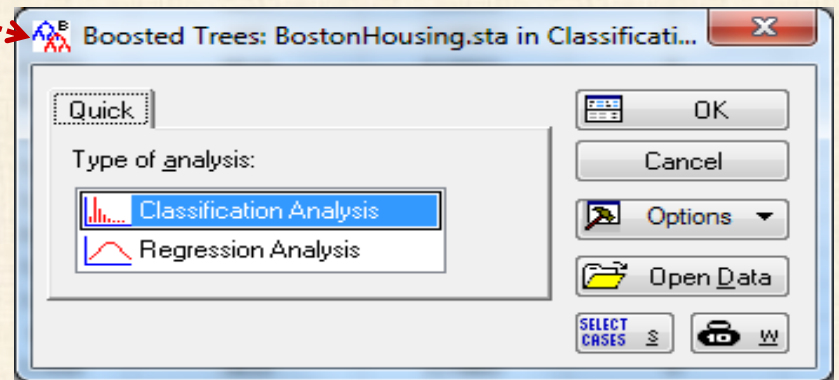 Boosted Trees: BostonHousing.sta in Classificati...
Quick
Type of analysis:
Classification Analysis
Regression Analysis
OK
Cancel
Options
Open Data
SELECT CASES S
W